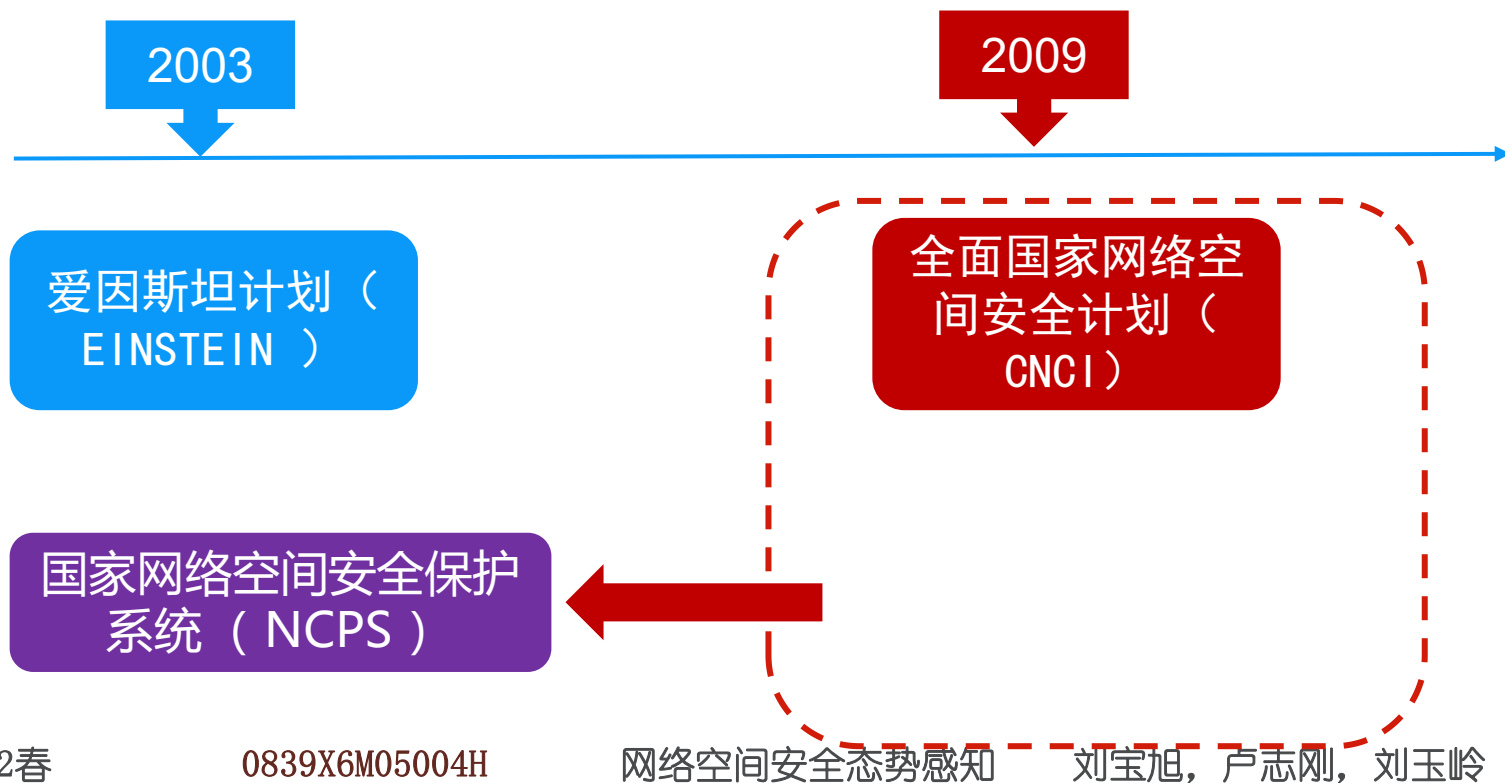 2003
2009
爱因斯坦计划（
EINSTEIN ）
全面国家网络空
间安全计划（
CNCI）
国家网络空间安全保护
系统（NCPS）
2春 0839X6M05004H 网络空间安全态势感知 刘宝旭，卢志刚，刘玉岭